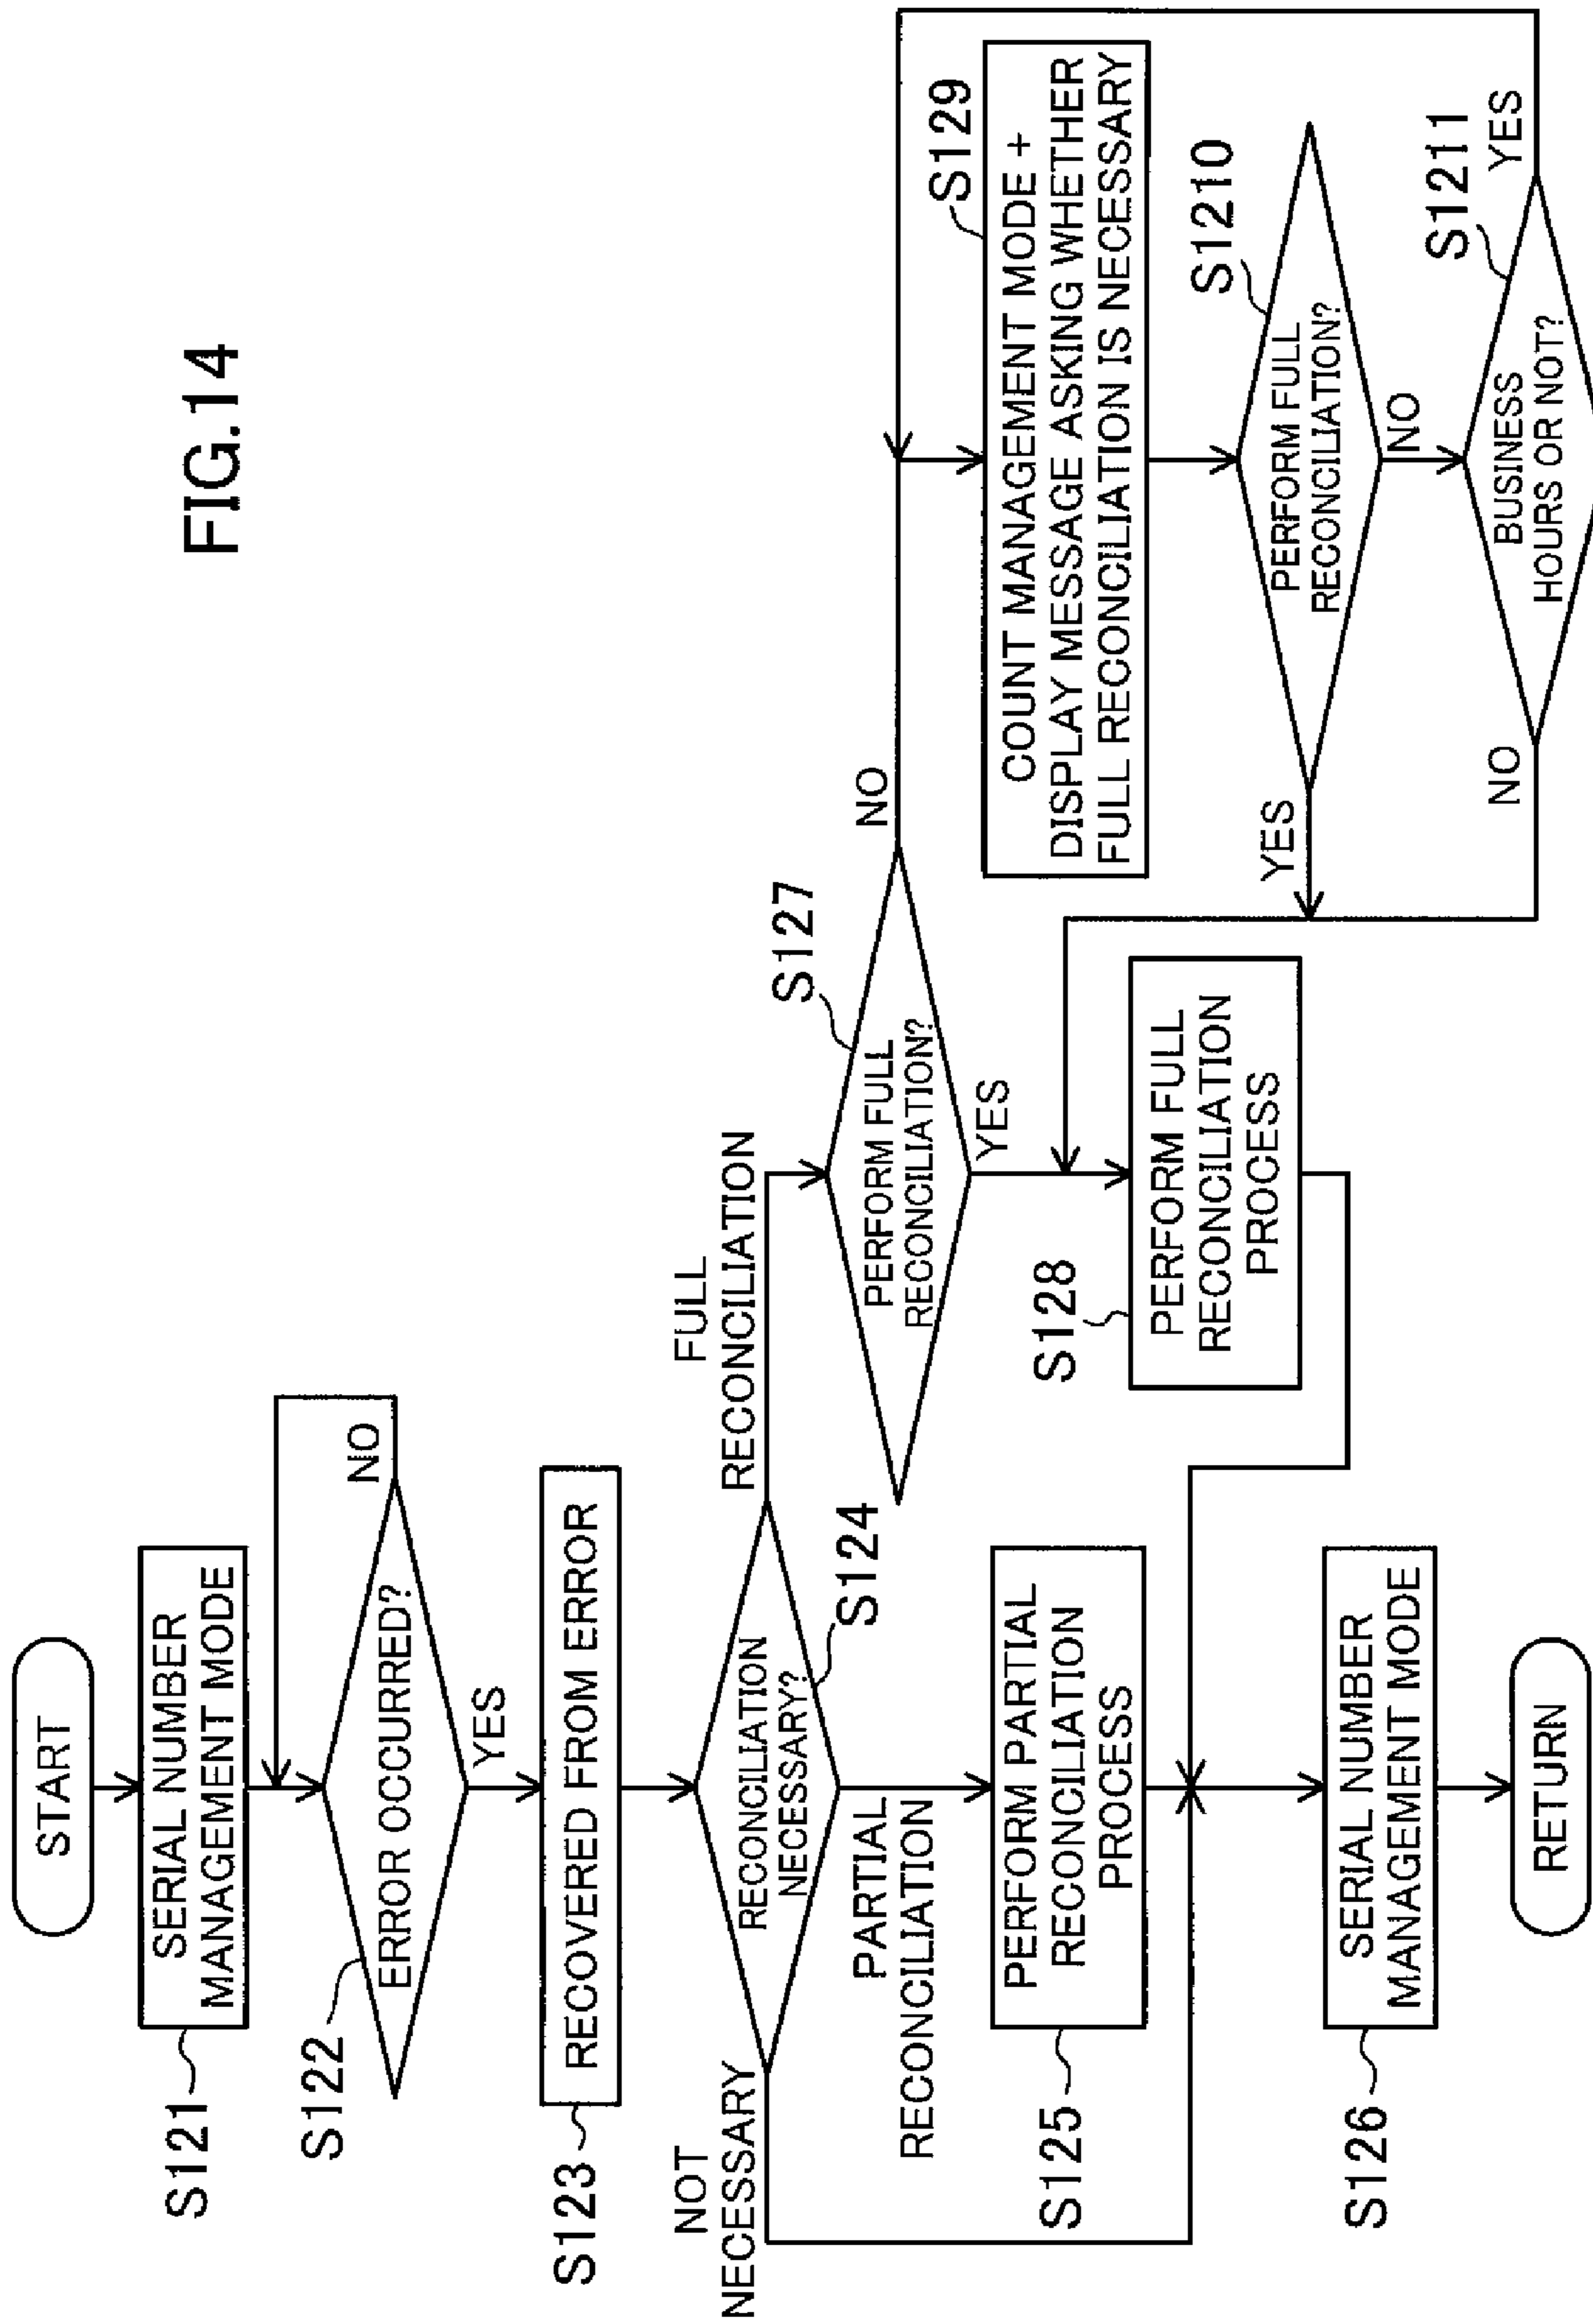 FIG.14
START
S121
SERIAL NUMBER
MANAGEMENT MODE
S122
ERROR OCCURRED?
NO
YES
S123
RECOVERED FROM ERROR
S124
RECONCILIATION
NECESSARY?
NOT
NECESSARY
PARTIAL
RECONCILIATION
FULL
RECONCILIATION
S125
PERFORM PARTIAL
RECONCILIATION
PROCESS
S126
SERIAL NUMBER
MANAGEMENT MODE
RETURN
S127
PERFORM FULL
RECONCILIATION?
NO
YES
S128
PERFORM FULL
RECONCILIATION
PROCESS
S129
COUNT MANAGEMENT MODE +
DISPLAY MESSAGE ASKING WHETHER
FULL RECONCILIATION IS NECESSARY
S1210
PERFORM FULL
RECONCILIATION?
YES
NO
S1211
BUSINESS
HOURS OR NOT?
NO
YES